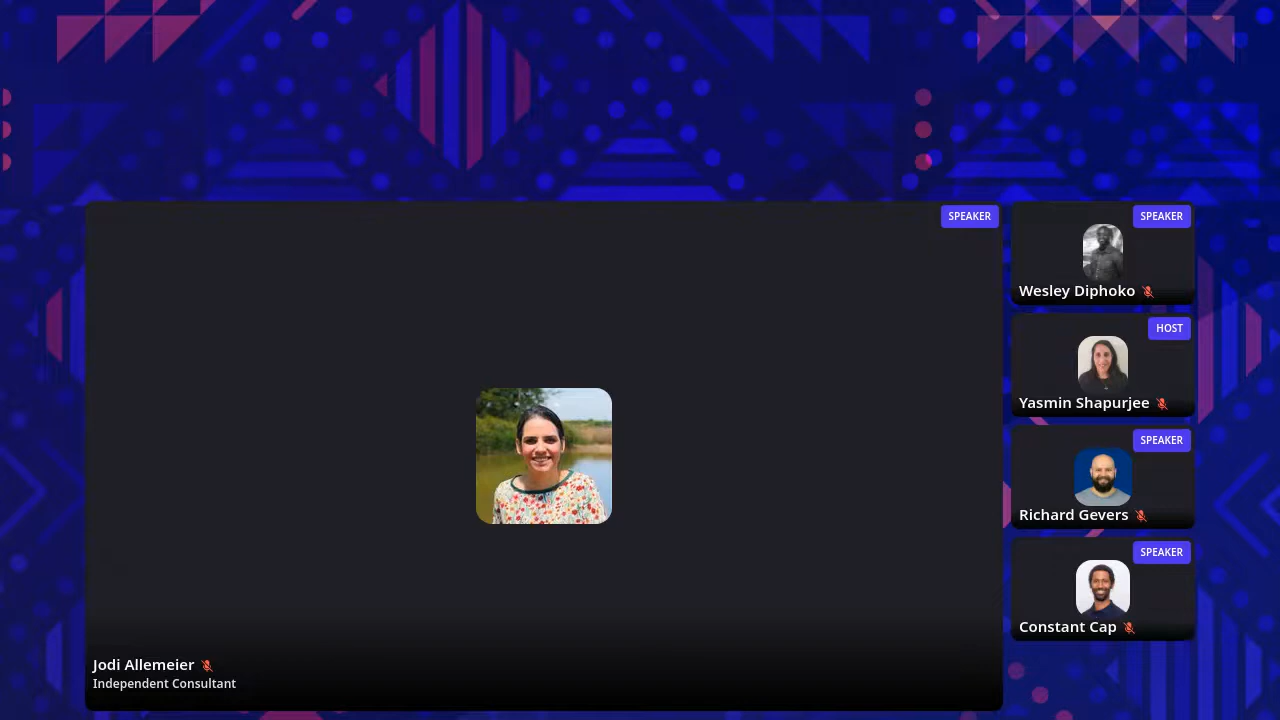 SPEAKER
Jodi Allemeier
Independent Consultant
SPEAKER
Wesley Diphoko
HOST
Yasmin Shapurjee
SPEAKER
Richard Gevers
SPEAKER
Constant Cap